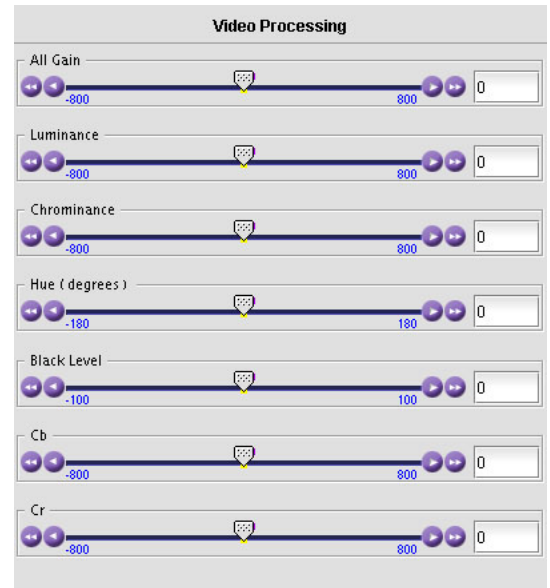 Video Processing
All Gain
-800 800 0
Luminance
-800 800 0
Chrominance
-800 800 0
Hue ( degrees )
-180 180 0
Black Level
-100 100 0
Cb
-800 800 0
Cr
-800 800 0